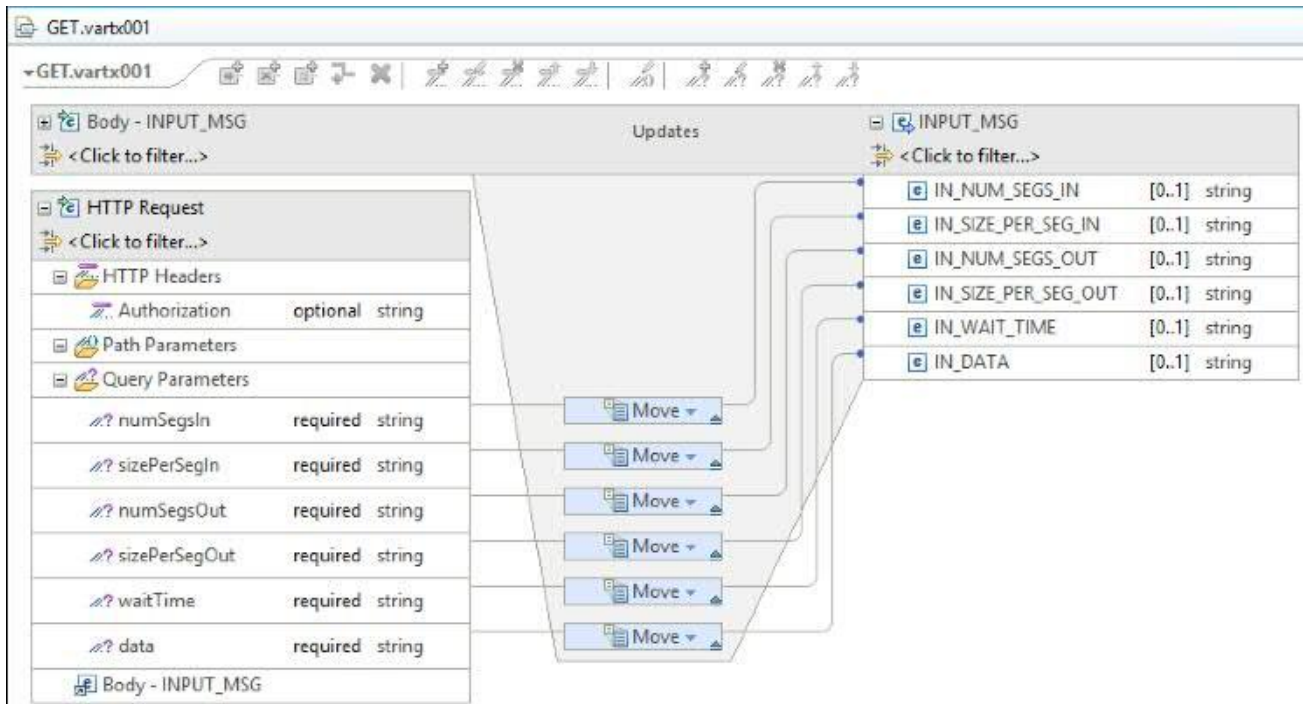 GET.vartx001
GET.vartx001
Body - INPUT_MSG
<Click to filter...>
Updates
INPUT_MSG
<Click to filter...>
IN_NUM_SEGS_IN [0..1] string
IN_SIZE_PER_SEG_IN [0..1] string
IN_NUM_SEGS_OUT [0..1] string
IN_SIZE_PER_SEG_OUT [0..1] string
IN_WAIT_TIME [0..1] string
IN_DATA [0..1] string
HTTP Request
<Click to filter...>
HTTP Headers
Authorization optional string
Path Parameters
Query Parameters
numSegsIn required string
sizePerSegIn required string
numSegsOut required string
sizePerSegOut required string
waitTime required string
data required string
Body - INPUT_MSG
Move
Move
Move
Move
Move
Move